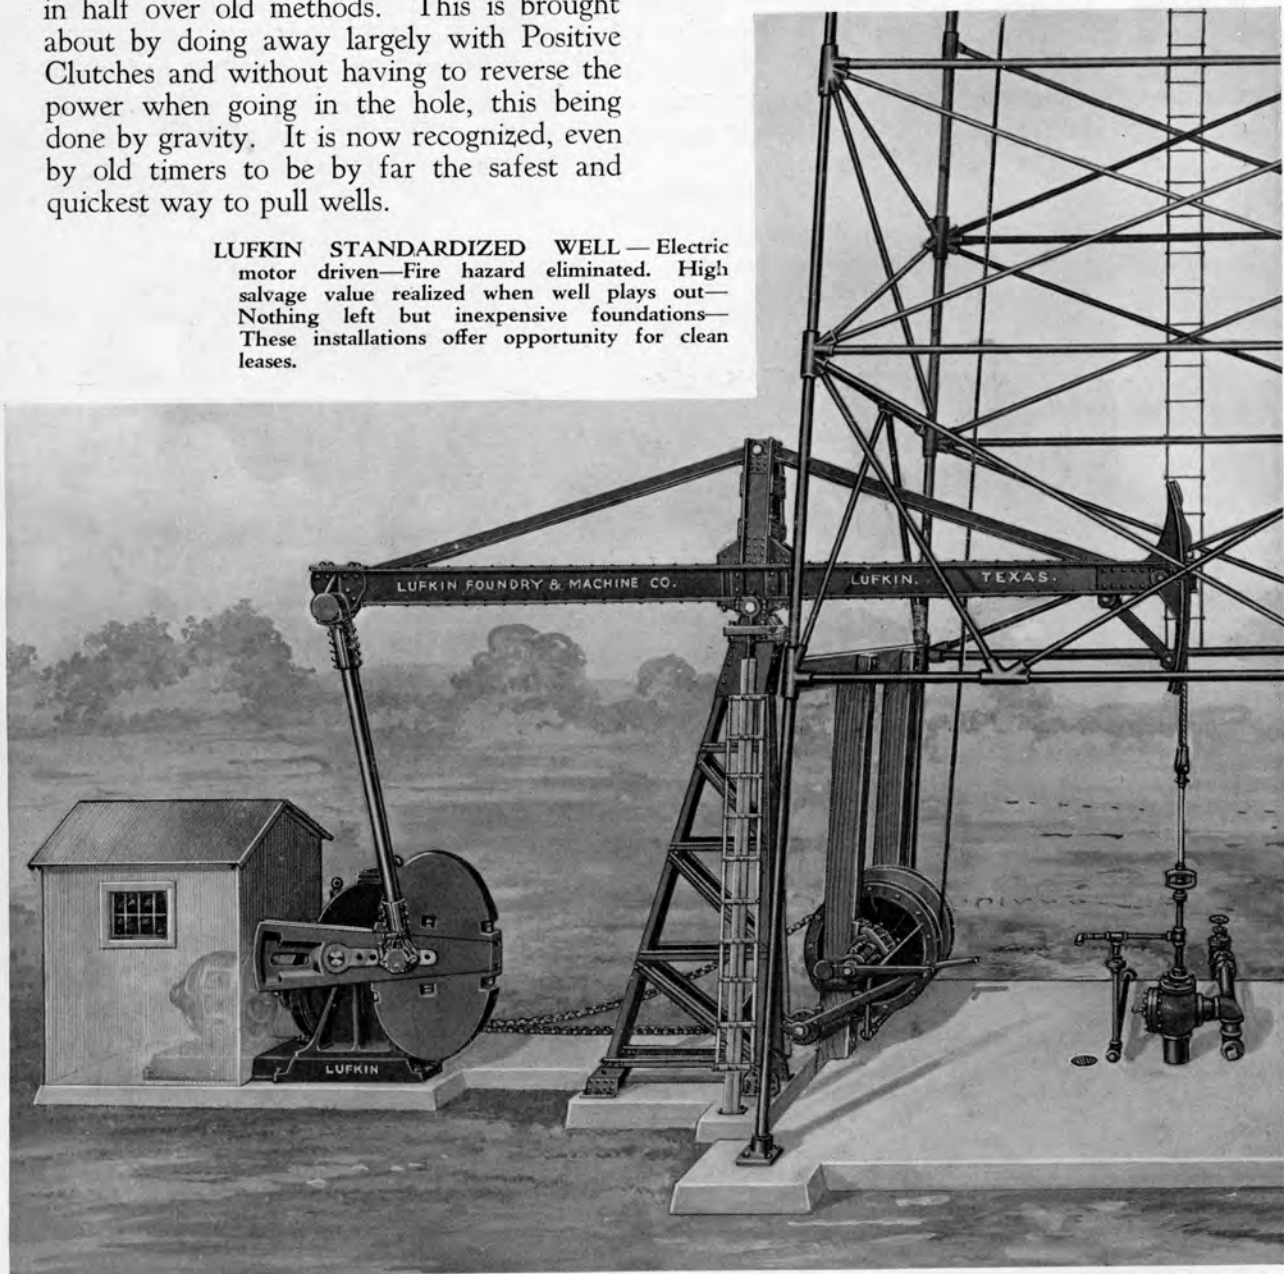 in half over old methods. This is brought
about by doing away largely with Positive
Clutches and without having to reverse the
power when going in the hole, this being
done by gravity. It is now recognized, even
by old timers to be by far the safest and
quickest way to pull wells.
LUFKIN STANDARDIZED WELL — Electric
motor driven—Fire hazard eliminated. High
salvage value realized when well plays out—
Nothing left but inexpensive foundations—
These installations offer opportunity for clean
leases.
LUFKIN FOUNDRY & MACHINE CO. LUFKIN. TEXAS.
LUFKIN